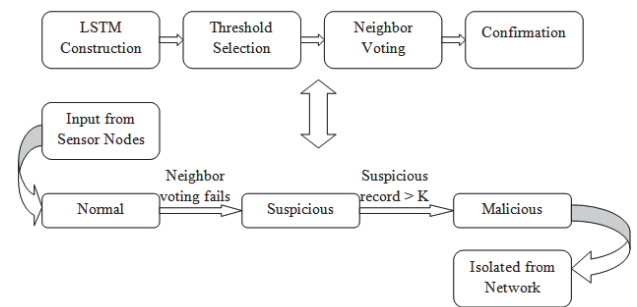 LSTM
Construction
Threshold
Selection
Neighbor
Voting
Confirmation
Input from
Sensor Nodes
Neighbor
voting fails
Suspicious
record > K
Normal
Suspicious
Malicious
Isolated from
Network